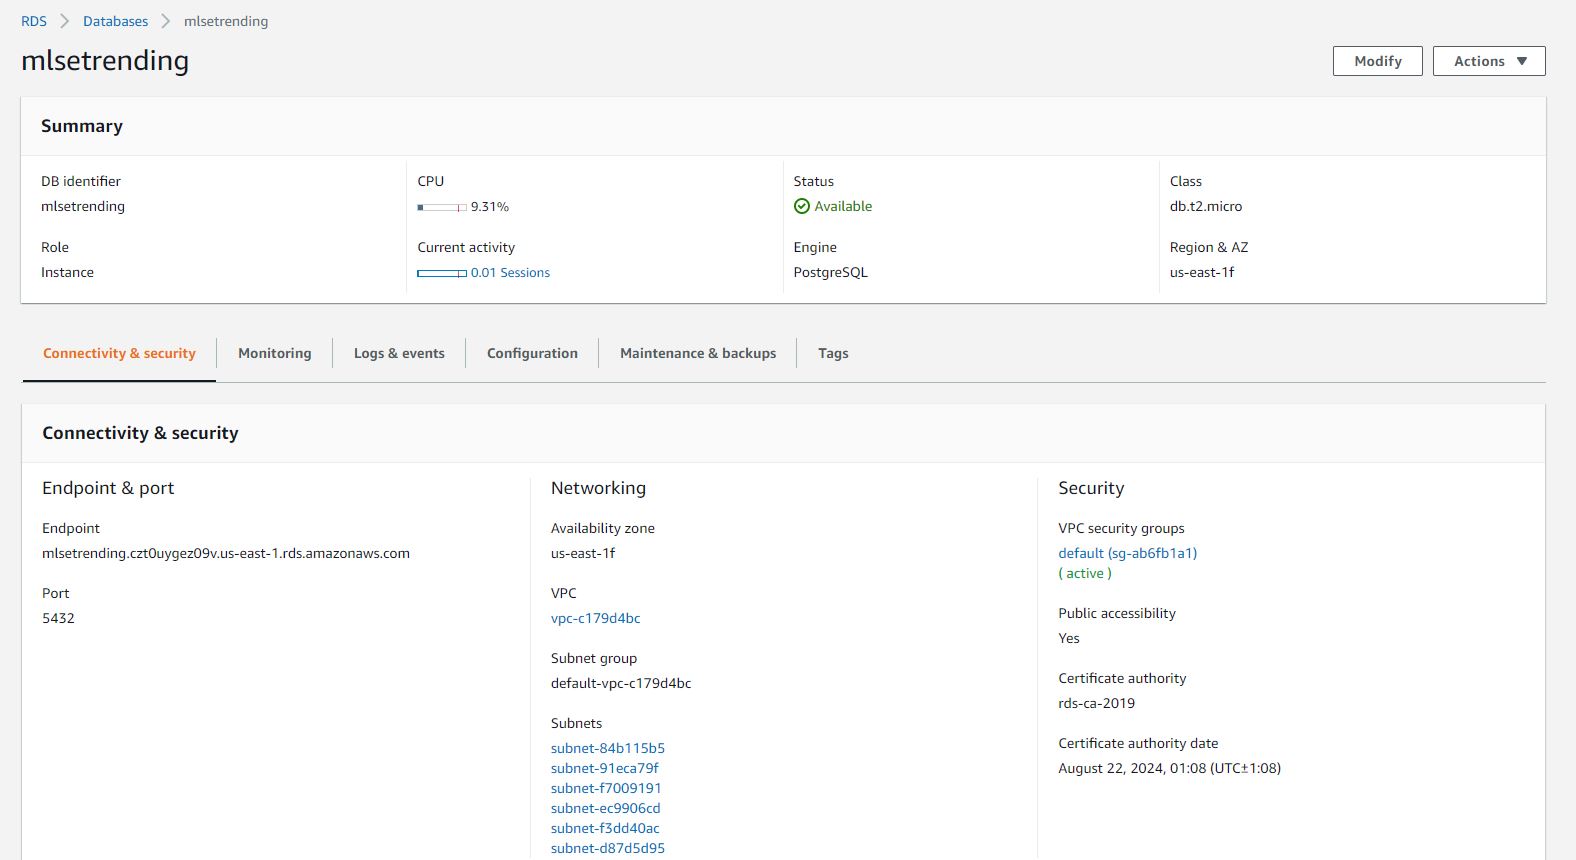 RDS > Databases > mlsetrending
mlsetrending
Modify
Actions
Summary
DB identifier
mlsetrending
CPU
9.31%
Status
Available
Class
db.t2.micro
Role
Instance
Current activity
0.01 Sessions
Engine
PostgreSQL
Region & AZ
us-east-1f
Connectivity & security
Monitoring
Logs & events
Configuration
Maintenance & backups
Tags
Connectivity & security
Endpoint & port
Endpoint
mlsetrending.czt0uygez09v.us-east-1.rds.amazonaws.com
Port
5432
Networking
Availability zone
us-east-1f
VPC
vpc-c179d4bc
Subnet group
default-vpc-c179d4bc
Subnets
subnet-84b115b5
subnet-91eca79f
subnet-f7009191
subnet-ec9906cd
subnet-f3dd40ac
subnet-d87d5d95
Security
VPC security groups
default (sg-ab6fb1a1)
( active )
Public accessibility
Yes
Certificate authority
rds-ca-2019
Certificate authority date
August 22, 2024, 01:08 (UTC±1:08)